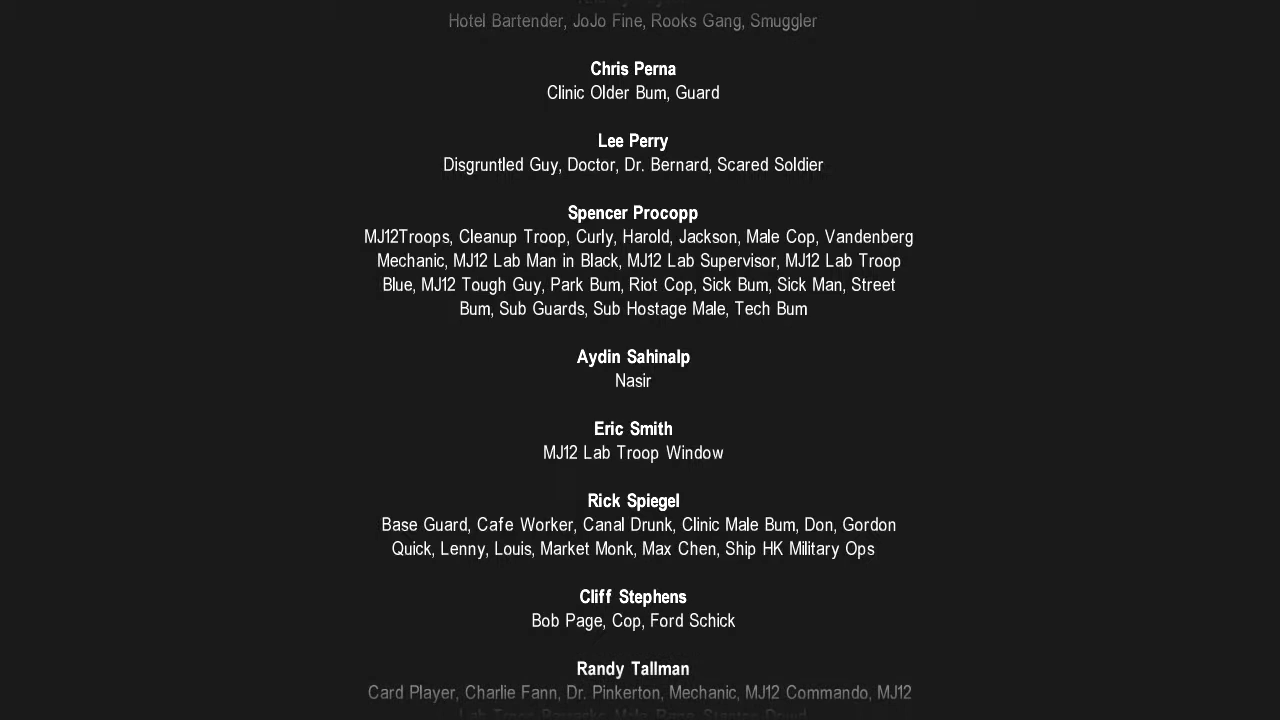 Hotel Bartender, JoJo Fine, Rooks Gang, Smuggler
Chris Perna
Clinic Older Bum, Guard
Lee Perry
Disgruntled Guy, Doctor, Dr. Bernard, Scared Soldier
Spencer Procopp
MJ12Troops, Cleanup Troop, Curly, Harold, Jackson, Male Cop, Vandenberg
Mechanic, MJ12 Lab Man in Black, MJ12 Lab Supervisor, MJ12 Lab Troop
Blue, MJ12 Tough Guy, Park Bum, Riot Cop, Sick Bum, Sick Man, Street
Bum, Sub Guards, Sub Hostage Male, Tech Bum
Aydin Sahinalp
Nasir
Eric Smith
MJ12 Lab Troop Window
Rick Spiegel
Base Guard, Cafe Worker, Canal Drunk, Clinic Male Bum, Don, Gordon
Quick, Lenny, Louis, Market Monk, Max Chen, Ship HK Military Ops
Cliff Stephens
Bob Page, Cop, Ford Schick
Randy Tallman
Card Player, Charlie Fann, Dr. Pinkerton, Mechanic, MJ12 Commando, MJ12